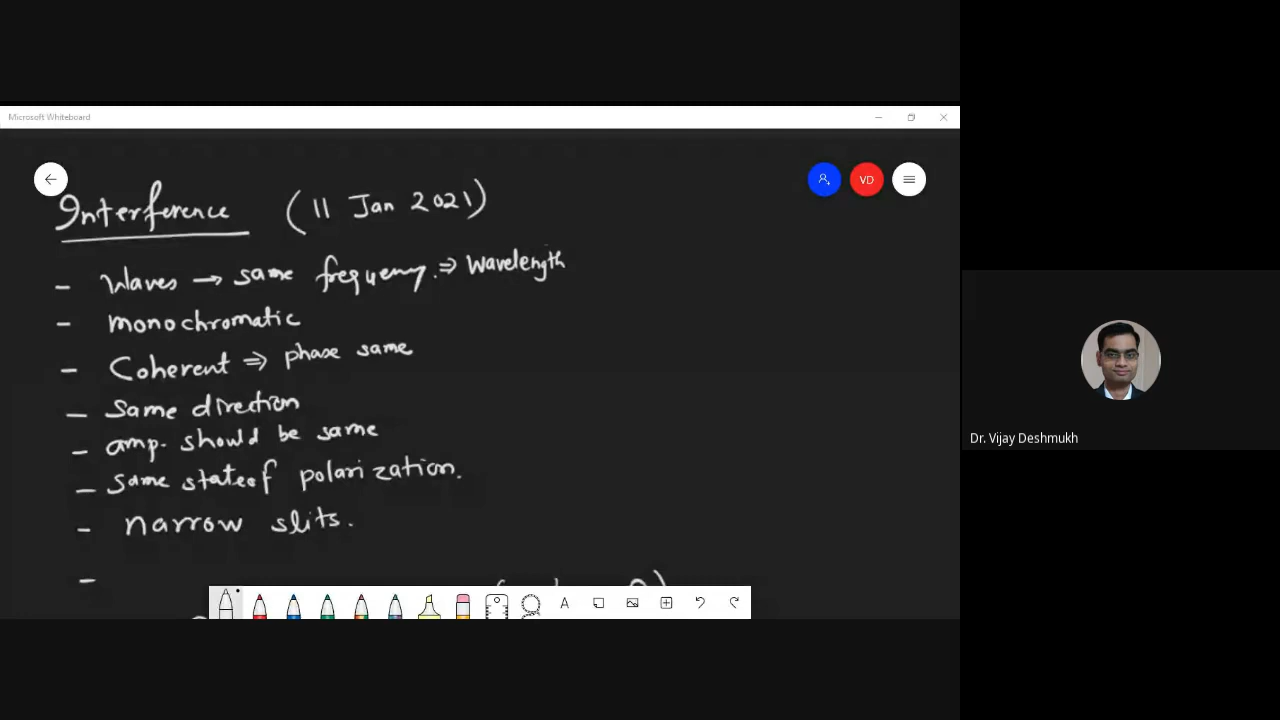 Microsoft Whiteboard
VD
Interference (11 Jan 2021)
- Waves → same frequency. ⇒ Wavelength
- monochromatic
- Coherent ⇒ phase same
- Same direction
- amp. should be same
- Same state of polarization.
- narrow slits.
-
A
Dr. Vijay Deshmukh